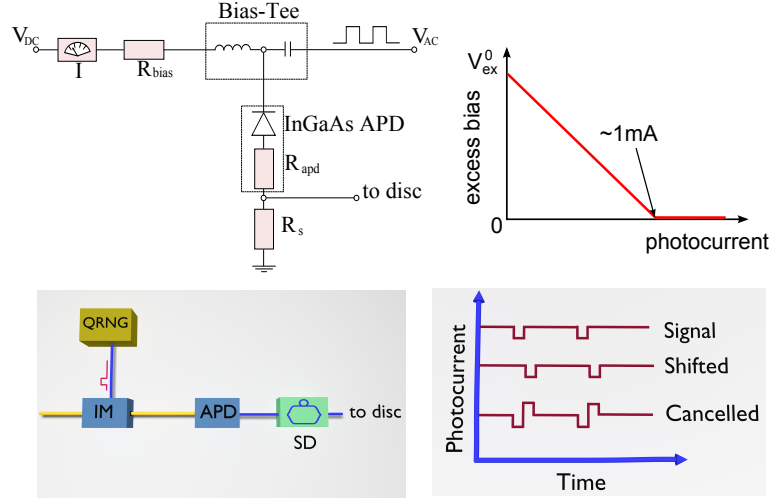 Bias-Tee
V_DC
V_AC
I
R_bias
InGaAs APD
R_apd
to disc
R_s
V_ex^0
excess bias
~1mA
0
photocurrent
QRNG
IM
APD
to disc
SD
Photocurrent
Signal
Shifted
Cancelled
Time